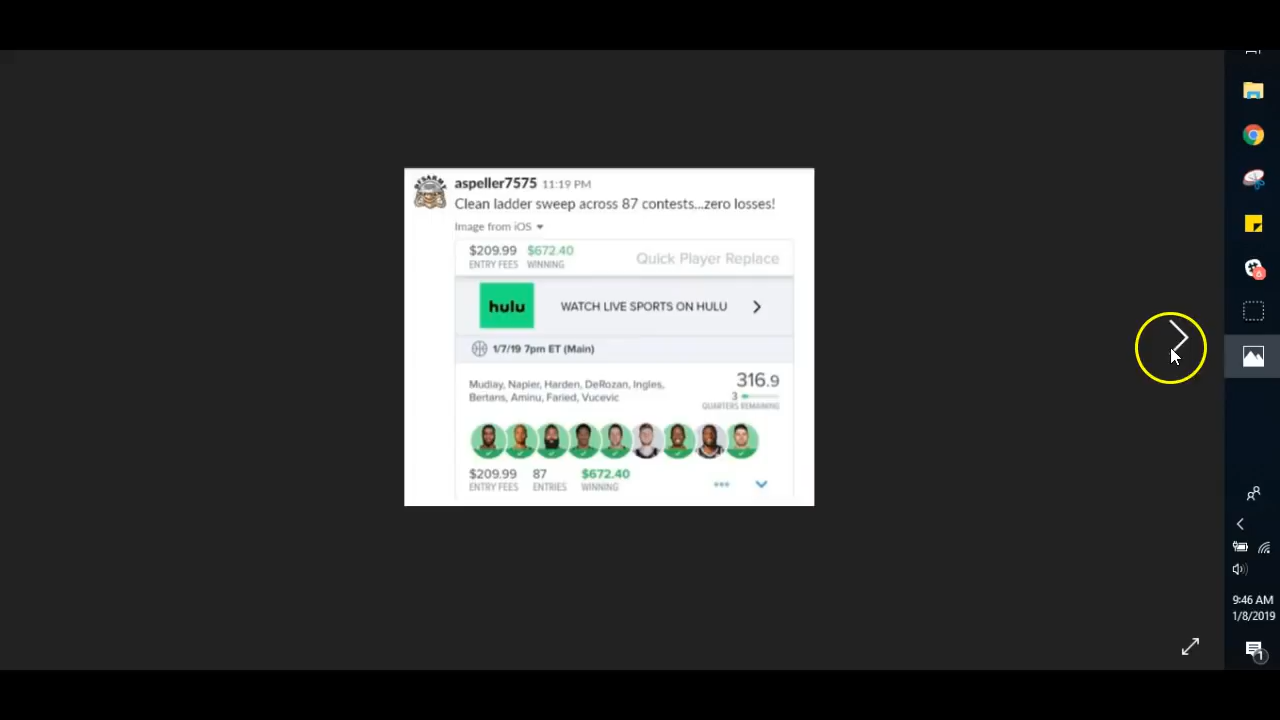 aspeller7575 11:19 PM
Clean ladder sweep across 87 contests...zero losses!
Image from iOS
$209.99 $672.40
ENTRY FEES WINNING
Quick Player Replace
hulu WATCH LIVE SPORTS ON HULU
1/7/19 7pm ET (Main)
Mudiay, Napier, Harden, DeRozan, Ingles,
Bertans, Aminu, Faried, Vucevic
316.9
3
QUARTERS REMAINING
$209.99 87 $672.40
ENTRY FEES ENTRIES WINNING
9:46 AM
1/8/2019
1